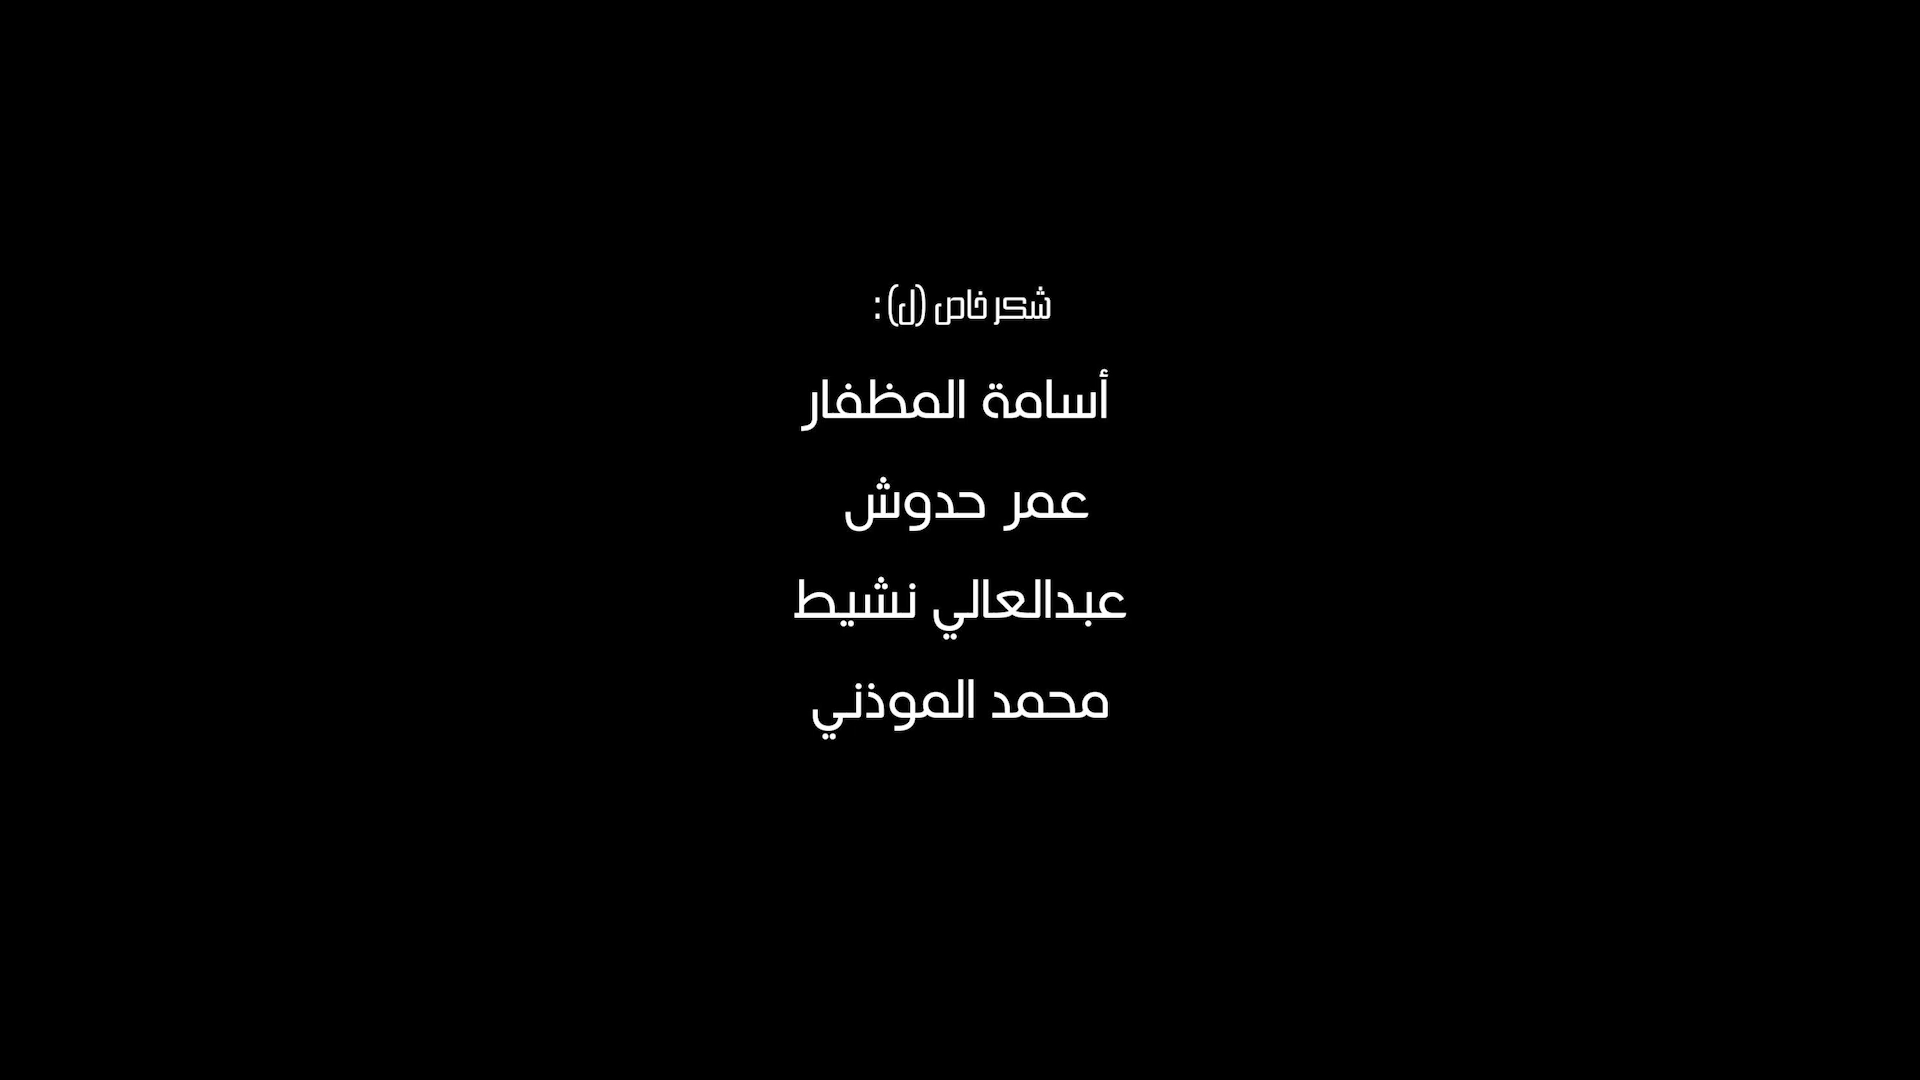 شكر خاص (ل) :
أسامة المظفار
عمر حدوش
عبدالعالي نشيط
محمد الموذني